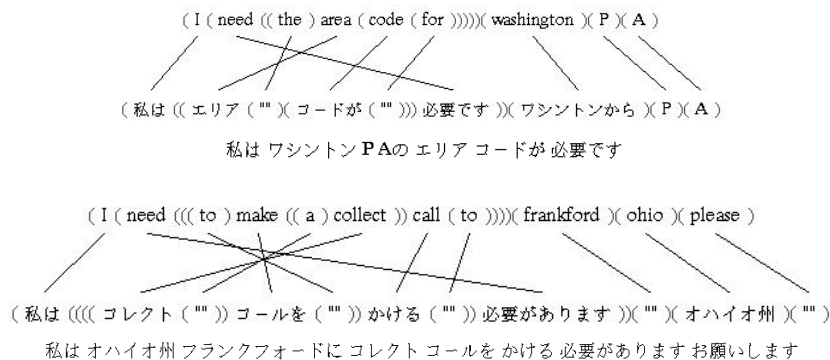 ( I ( need (( the ) area ( code ( for )))))( washington )( P )( A )
( 私は (( エリア ( "" )( コードが ( "" ))) 必要です ))( ワシントンから )( P )( A )
私は ワシントン P Aの エリア コードが 必要です
( I ( need ((( to ) make (( a ) collect )) call ( to ))))( frankford )( ohio )( please )
( 私は (((( コレクト ( "" )) コールを ( "" )) かける ( "" )) 必要があります ))( "" )( オハイオ州 )( "" )
私は オハイオ州 フランクフォードに コレクト コールを かける 必要があります お願いします